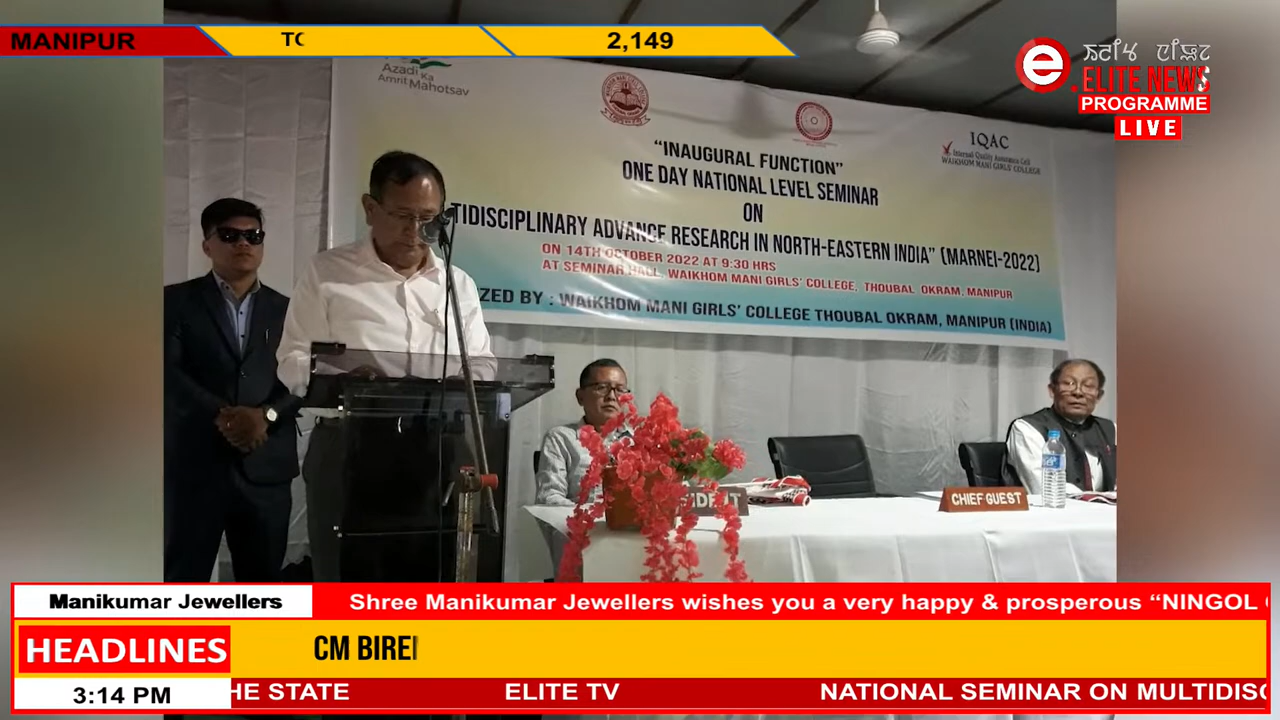 MANIPUR
TO
2,149
ELITE NEWS
PROGRAMME
LIVE
Azadi Ka
Amrit Mahotsav
IQAC
Internal Quality Assurance Cell
WAIKHOM MANI GIRLS' COLLEGE
“INAUGURAL FUNCTION”
ONE DAY NATIONAL LEVEL SEMINAR
ON
TIDISCIPLINARY ADVANCE RESEARCH IN NORTH-EASTERN INDIA” (MARNEI-2022)
ON 14TH OCTOBER 2022 AT 9:30 HRS
AT SEMINAR HALL, WAIKHOM MANI GIRLS' COLLEGE, THOUBAL OKRAM, MANIPUR
ZED BY : WAIKHOM MANI GIRLS' COLLEGE THOUBAL OKRAM, MANIPUR (INDIA)
SIDENT
CHIEF GUEST
Manikumar Jewellers
Shree Manikumar Jewellers wishes you a very happy & prosperous “NINGOL
HEADLINES
CM BIREN
3:14 PM
HE STATE
ELITE TV
NATIONAL SEMINAR ON MULTIDISC